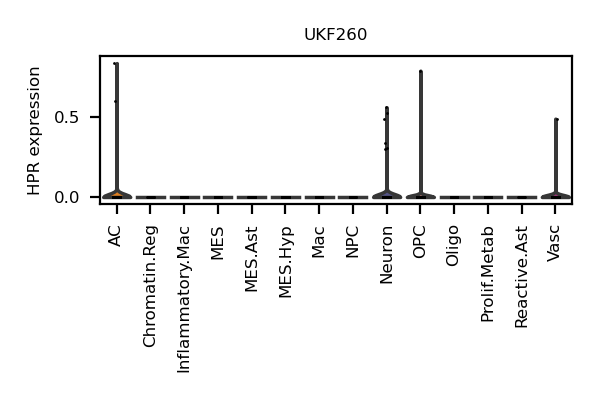 UKF260
HPR expression
0.5
0.0
AC
Chromatin.Reg
Inflammatory.Mac
MES
MES.Ast
MES.Hyp
Mac
NPC
Neuron
OPC
Oligo
Prolif.Metab
Reactive.Ast
Vasc